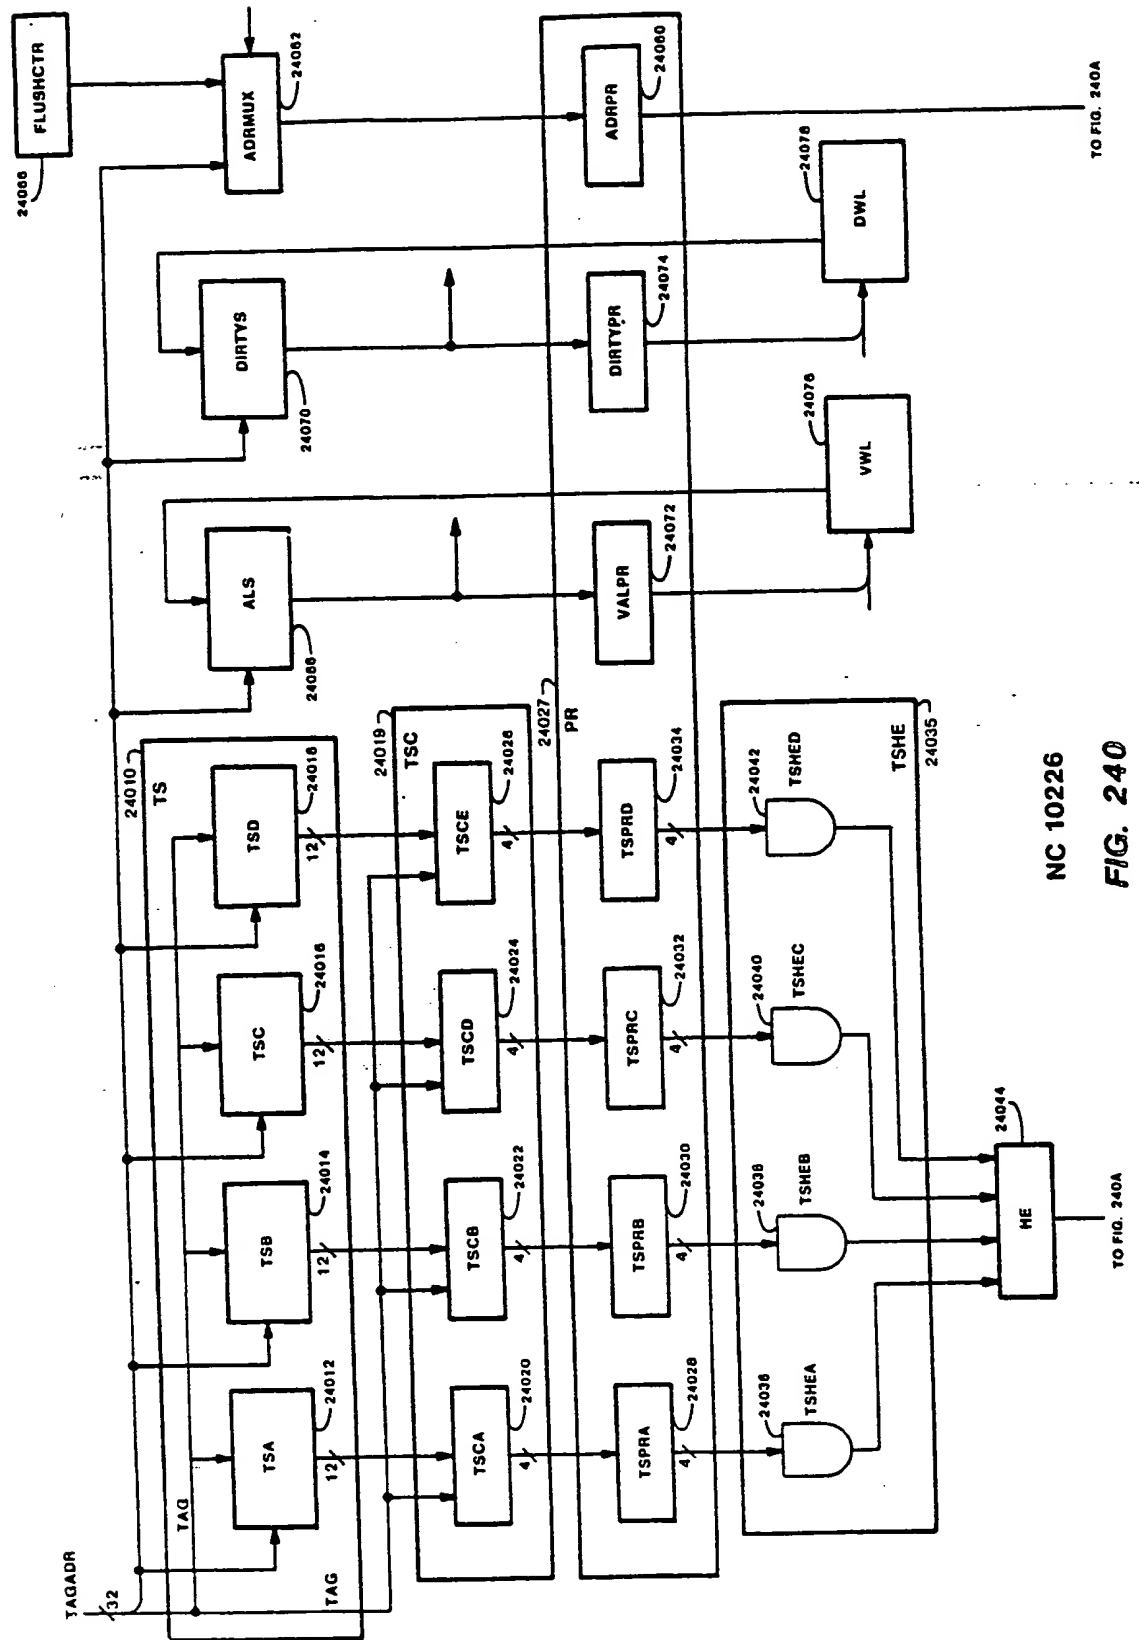 TAGADR
32
TAG
TAG
24010
TS
TSA
24012
12
TSB
24014
12
TSC
24016
12
TSD
24018
12
24019
TSC
TSCA
24020
4
TSCB
24022
4
TSCD
24024
4
TSCE
24026
4
24027
PR
TSPRA
24028
4
TSPRB
24030
4
TSPRC
24032
4
TSPRD
24034
4
24036
TSHEA
24038
TSHEB
24040
TSHEC
24042
TSHED
TSHE
24035
HE
24044
TO FIG. 240A
ALS
24066
VALPR
24072
VWL
24076
DIRTYS
24070
DIRTYPR
24074
DWL
24078
FLUSHCTR
24066
ADRMUX
24062
ADRPR
24060
TO FIG. 240A
NC 10226
FIG. 240